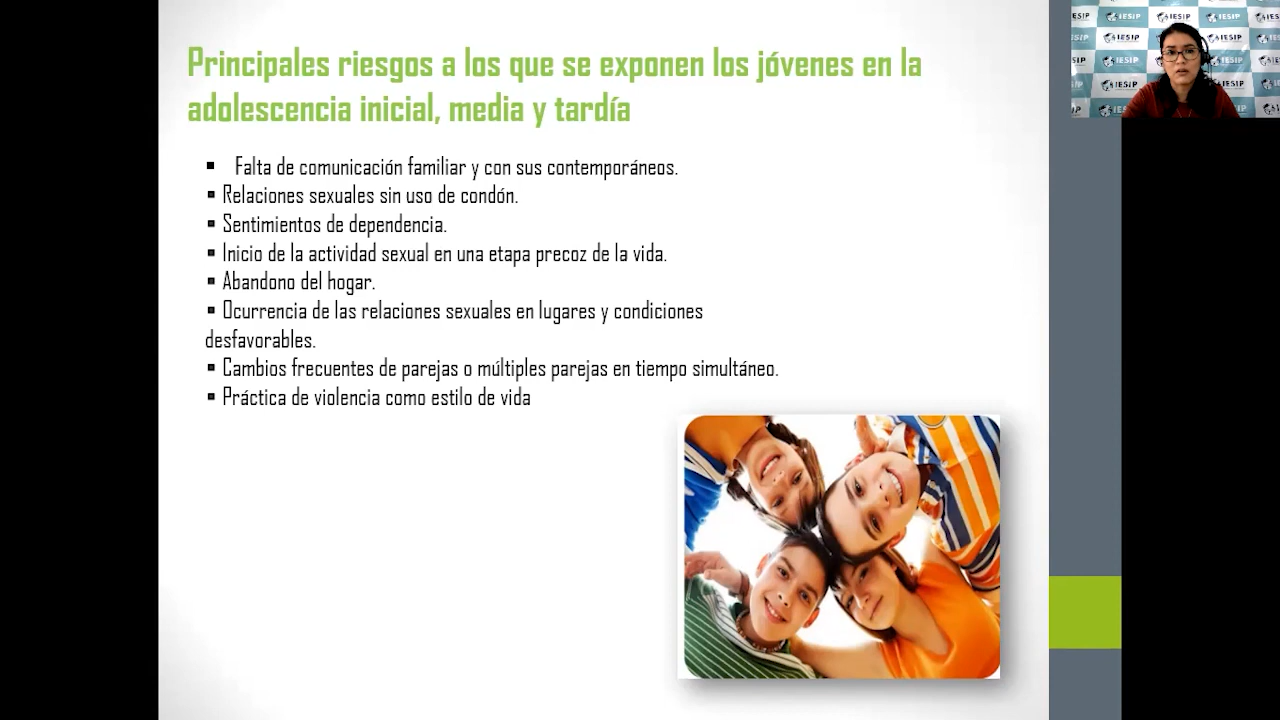 Principales riesgos a los que se exponen los jóvenes en la
adolescencia inicial, media y tardía
▪ Falta de comunicación familiar y con sus contemporáneos.
▪ Relaciones sexuales sin uso de condón.
▪ Sentimientos de dependencia.
▪ Inicio de la actividad sexual en una etapa precoz de la vida.
▪ Abandono del hogar.
▪ Ocurrencia de las relaciones sexuales en lugares y condiciones
desfavorables.
▪ Cambios frecuentes de parejas o múltiples parejas en tiempo simultáneo.
▪ Práctica de violencia como estilo de vida
IESIP